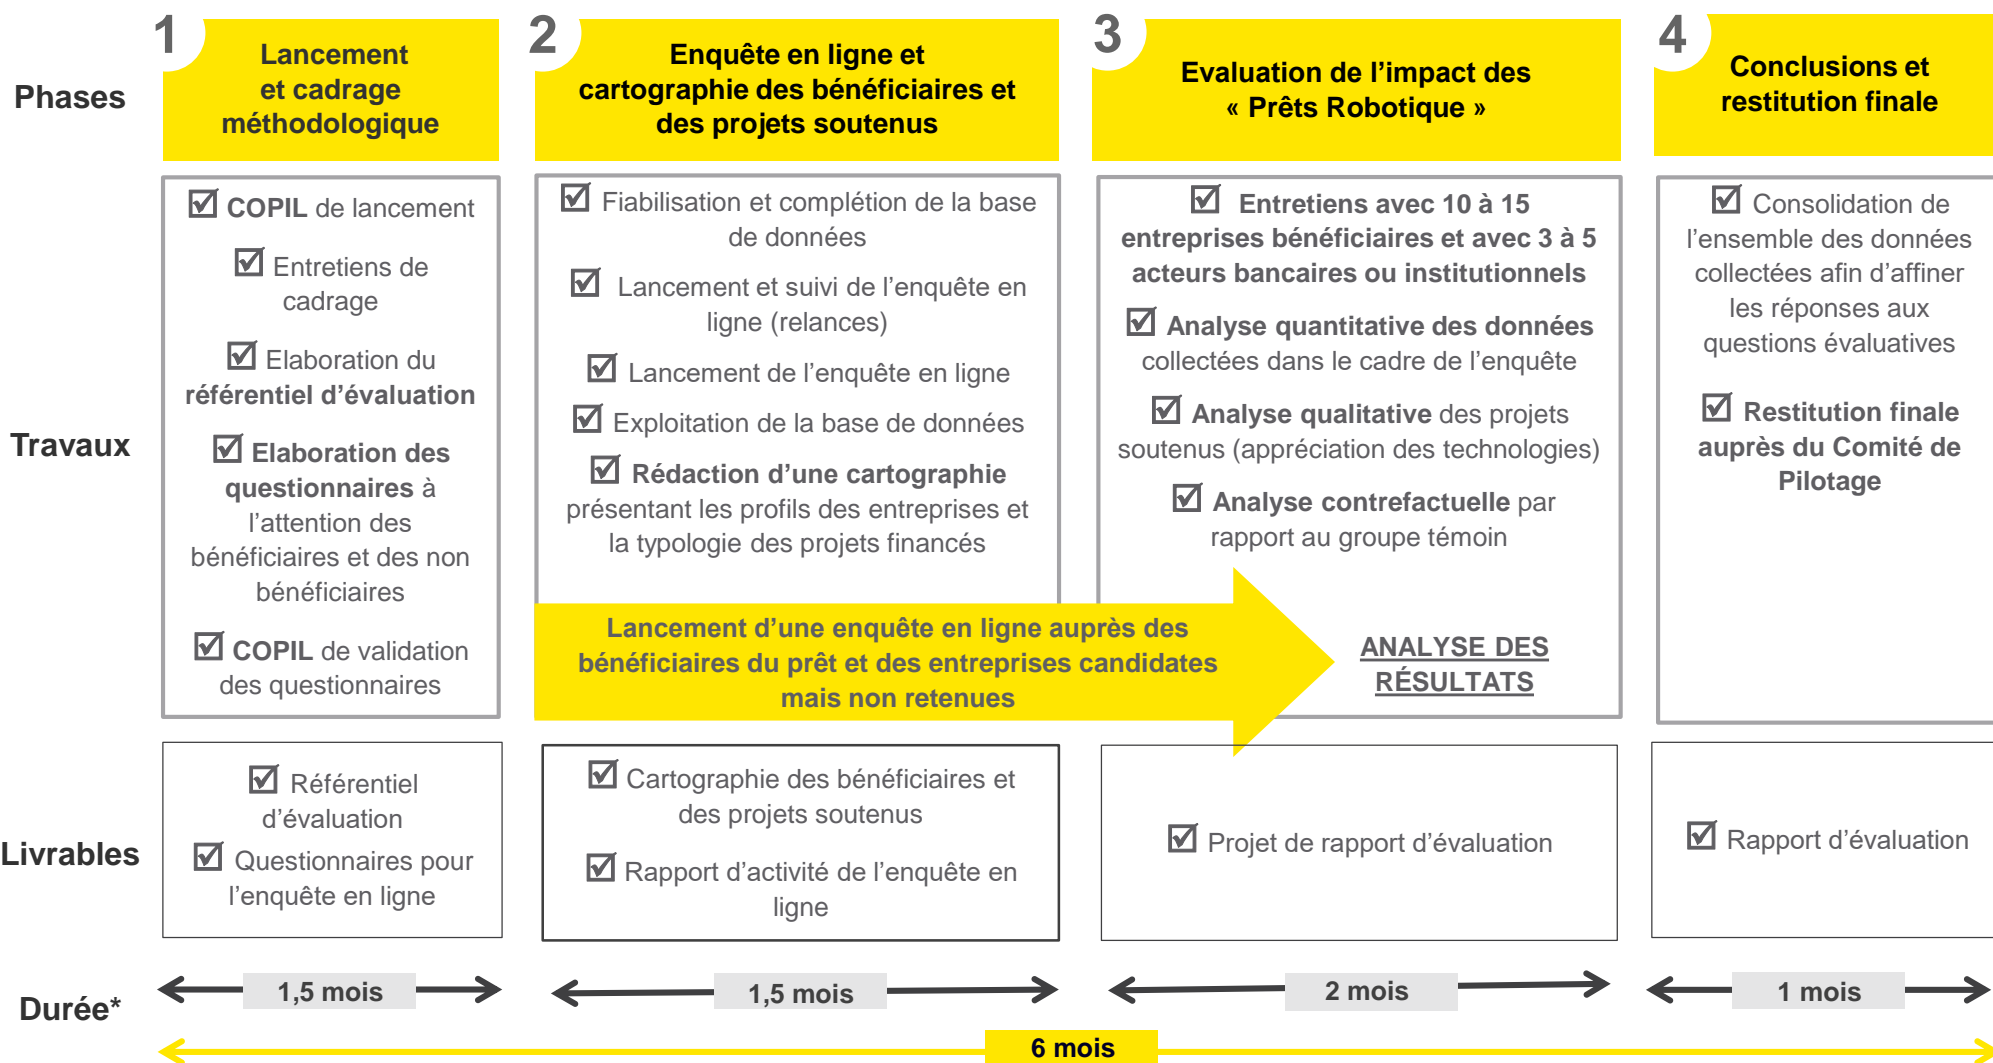 Phases
1
Lancement
et cadrage
méthodologique
2
Enquête en ligne et
cartographie des bénéficiaires et
des projets soutenus
3
Evaluation de l’impact des
« Prêts Robotique »
4
Conclusions et
restitution finale
Travaux
COPIL de lancement
Entretiens de
cadrage
Elaboration du
référentiel d’évaluation
Elaboration des
questionnaires à
l’attention des
bénéficiaires et des non
bénéficiaires
COPIL de validation
des questionnaires
Fiabilisation et complétion de la base
de données
Lancement et suivi de l’enquête en
ligne (relances)
Lancement de l’enquête en ligne
Exploitation de la base de données
Rédaction d’une cartographie
présentant les profils des entreprises et
la typologie des projets financés
Entretiens avec 10 à 15
entreprises bénéficiaires et avec 3 à 5
acteurs bancaires ou institutionnels
Analyse quantitative des données
collectées dans le cadre de l’enquête
Analyse qualitative des projets
soutenus (appréciation des technologies)
Analyse contrefactuelle par
rapport au groupe témoin
Lancement d’une enquête en ligne auprès des
bénéficiaires du prêt et des entreprises candidates
mais non retenues
ANALYSE DES
RÉSULTATS
Consolidation de
l’ensemble des données
collectées afin d’affiner
les réponses aux
questions évaluatives
Restitution finale
auprès du Comité de
Pilotage
Livrables
Référentiel
d’évaluation
Questionnaires pour
l’enquête en ligne
Cartographie des bénéficiaires et
des projets soutenus
Rapport d’activité de l’enquête en
ligne
Projet de rapport d’évaluation
Rapport d’évaluation
Durée*
1,5 mois
1,5 mois
2 mois
1 mois
6 mois